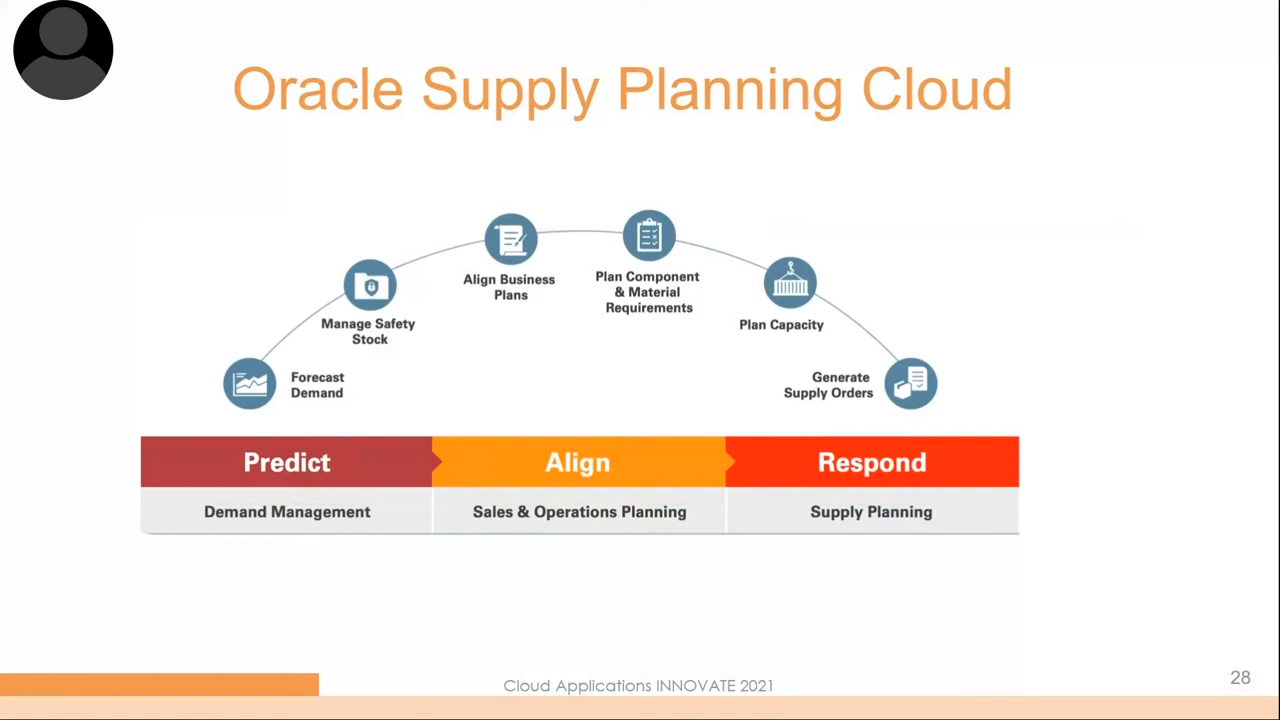 Oracle Supply Planning Cloud
Forecast
Demand
Manage Safety
Stock
Align Business
Plans
Plan Component
& Material
Requirements
Plan Capacity
Generate
Supply Orders
Predict
Align
Respond
Demand Management
Sales & Operations Planning
Supply Planning
Cloud Applications INNOVATE 2021
28